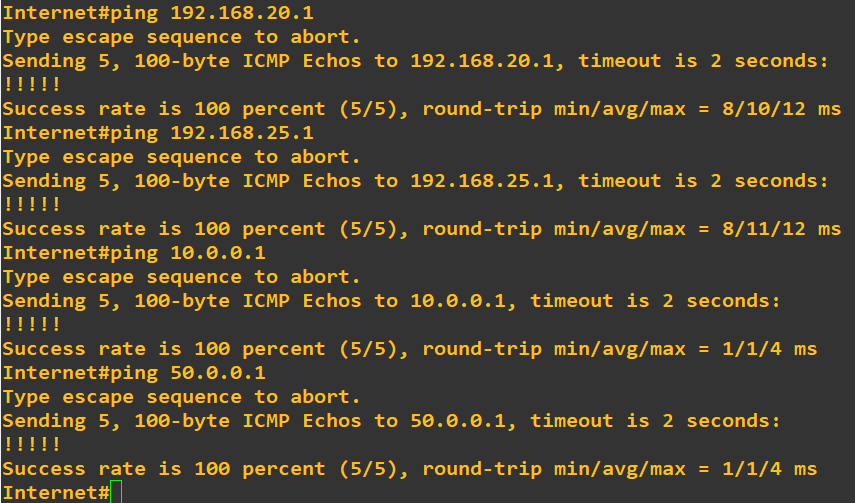 Internet#ping 192.168.20.1
Type escape sequence to abort.
Sending 5, 100-byte ICMP Echos to 192.168.20.1, timeout is 2 seconds:
!!!!!
Success rate is 100 percent (5/5), round-trip min/avg/max = 8/10/12 ms
Internet#ping 192.168.25.1
Type escape sequence to abort.
Sending 5, 100-byte ICMP Echos to 192.168.25.1, timeout is 2 seconds:
!!!!!
Success rate is 100 percent (5/5), round-trip min/avg/max = 8/11/12 ms
Internet#ping 10.0.0.1
Type escape sequence to abort.
Sending 5, 100-byte ICMP Echos to 10.0.0.1, timeout is 2 seconds:
!!!!!
Success rate is 100 percent (5/5), round-trip min/avg/max = 1/1/4 ms
Internet#ping 50.0.0.1
Type escape sequence to abort.
Sending 5, 100-byte ICMP Echos to 50.0.0.1, timeout is 2 seconds:
!!!!!
Success rate is 100 percent (5/5), round-trip min/avg/max = 1/1/4 ms
Internet#